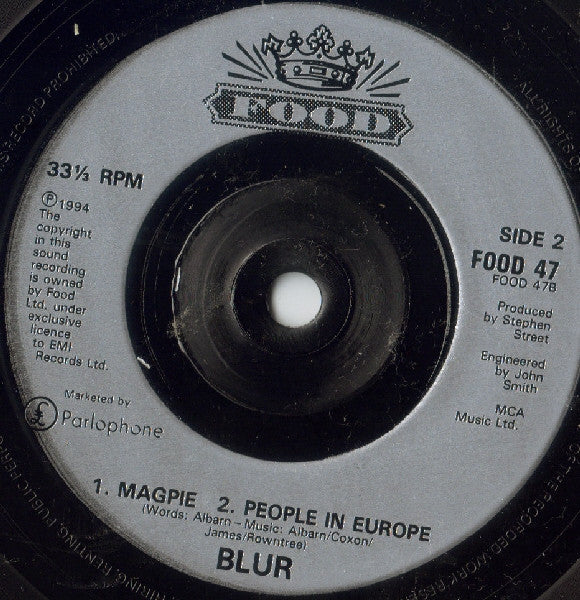 FOOD
33⅓ RPM
Ⓟ1994
The
copyright
in this
sound
recording
is owned
by Food
Ltd. under
exclusive
licence
to EMI
Records Ltd.
Marketed by
£ Parlophone
SIDE 2
FOOD 47
FOOD 47B
Produced
by Stephen
Street
Engineered
by John
Smith
MCA
Music Ltd.
1. MAGPIE 2. PEOPLE IN EUROPE
(Words: Albarn – Music: Albarn/Coxon/
James/Rowntree)
BLUR